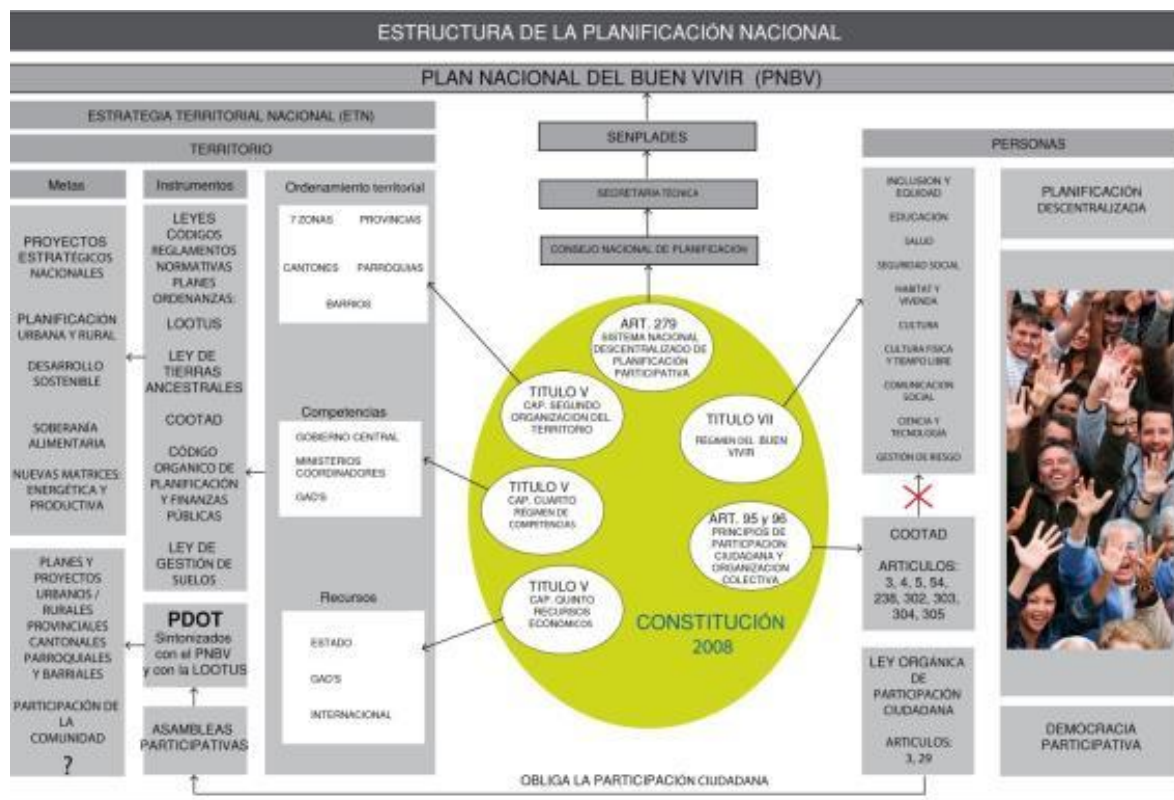 ESTRUCTURA DE LA PLANIFICACIÓN NACIONAL
PLAN NACIONAL DEL BUEN VIVIR (PNBV)
ESTRATEGIA TERRITORIAL NACIONAL (ETN)
TERRITORIO
Metas
PROYECTOS
ESTRATÉGICOS
NACIONALES
PLANIFICACION
URBANA Y RURAL
DESARROLLO
SOSTENIBLE
SOBERANÍA
ALIMENTARIA
NUEVAS MATRICES:
ENERGÉTICA Y
PRODUCTIVA
PLANES Y
PROYECTOS
URBANOS /
RURALES
PROVINCIALES
CANTONALES
PARROQUIALES
Y BARRIALES
PARTICIPACIÓN DE
LA
COMUNIDAD
?
Instrumentos
LEYES
CÓDIGOS
REGLAMENTOS
NORMATIVAS
PLANES
ORDENANZAS:
LOOTUS
LEY DE
TIERRAS
ANCESTRALES
COOTAD
CÓDIGO
ORGANICO DE
PLANIFICACIÓN
Y FINANZAS
PÚBLICAS
LEY DE
GESTIÓN DE
SUELOS
PDOT
Sintonizados
con el PNBV
y con la LOOTUS
ASAMBLEAS
PARTICIPATIVAS
Ordenamiento territorial
7 ZONAS PROVINCIAS
CANTONES PARROQUIAS
BARRIOS
Competencias
GOBIERNO CENTRAL
MINISTERIOS
COORDINADORES
GAD'S
Recursos
ESTADO
GAD'S
INTERNACIONAL
SENPLADES
SECRETARIA TÉCNICA
CONSEJO NACIONAL DE PLANIFICACIÓN
ART. 279
SISTEMA NACIONAL
DESCENTRALIZADO DE
PLANIFICACIÓN
PARTICIPATIVA
TITULO V
CAP. SEGUNDO
ORGANIZACION DEL
TERRITORIO
TITULO VII
RÉGIMEN DEL BUEN
VIVIR
TITULO V
CAP. CUARTO
RÉGIMEN DE
COMPETENCIAS
ART. 95 y 96
PRINCIPIOS DE
PARTICPACION
CIUDADANA Y
ORGANIZACION
COLECTIVA
TITULO V
CAP. QUINTO
RECURSOS
ECONÓMICOS
CONSTITUCIÓN
2008
OBLIGA LA PARTICIPACIÓN CIUDADANA
PERSONAS
INCLUSION Y
EQUIDAD
EDUCACIÓN
SALUD
SEGURIDAD SOCIAL
HABITAT Y
VIVENDA
CULTURA
CULTURA FISICA
Y TIEMPO LIBRE
COMUNICACION
SOCIAL
CIENCIA Y
TECNOLOGÍA
GESTIÓN DE RIESGO
COOTAD
ARTICULOS:
3, 4, 5, 54,
238, 302, 303,
304, 305
LEY ORGÁNICA
DE
PARTICIPACIÓN
CIUDADANA
ARTICULOS:
3, 29
PLANIFICACIÓN
DESCENTRALIZADA
DEMOCRACIA
PARTICIPATIVA